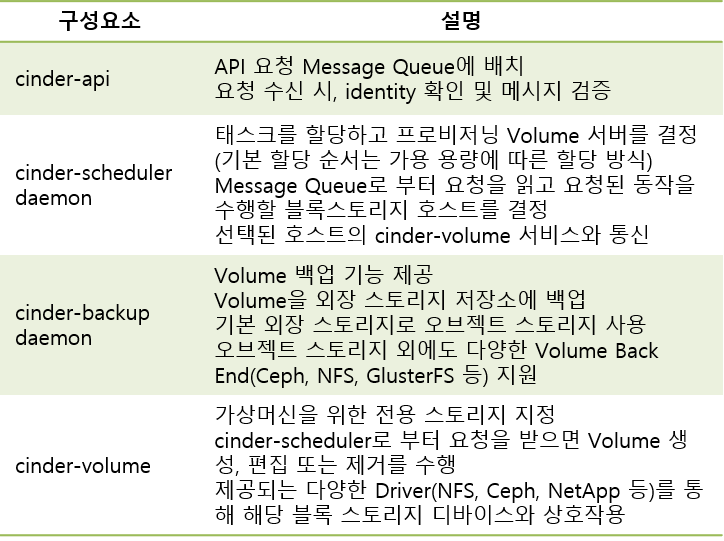 구성요소 설명
cinder-api
API 요청 Message Queue에 배치
요청 수신 시, identity 확인 및 메시지 검증
cinder-scheduler
daemon
태스크를 할당하고 프로비저닝 Volume 서버를 결정
(기본 할당 순서는 가용 용량에 따른 할당 방식)
Message Queue로 부터 요청을 읽고 요청된 동작을
수행할 블록스토리지 호스트를 결정
선택된 호스트의 cinder-volume 서비스와 통신
cinder-backup
daemon
Volume 백업 기능 제공
Volume을 외장 스토리지 저장소에 백업
기본 외장 스토리지로 오브젝트 스토리지 사용
오브젝트 스토리지 외에도 다양한 Volume Back
End(Ceph, NFS, GlusterFS 등) 지원
cinder-volume
가상머신을 위한 전용 스토리지 지정
cinder-scheduler로 부터 요청을 받으면 Volume 생
성, 편집 또는 제거를 수행
제공되는 다양한 Driver(NFS, Ceph, NetApp 등)를 통
해 해당 블록 스토리지 디바이스와 상호작용